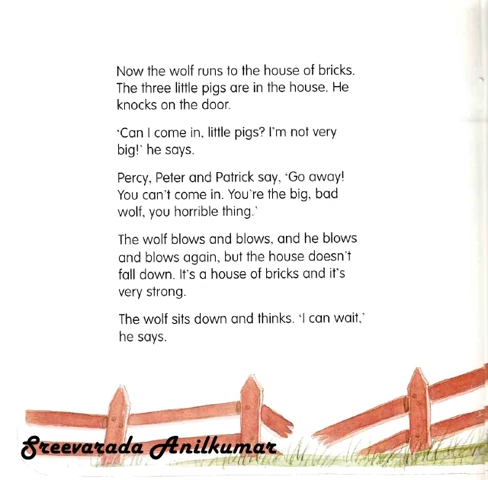 Now the wolf runs to the house of bricks.
The three little pigs are in the house. He
knocks on the door.
‘Can I come in, little pigs? I’m not very
big!’ he says.
Percy, Peter and Patrick say, ‘Go away!
You can’t come in. You’re the big, bad
wolf, you horrible thing.’
The wolf blows and blows, and he blows
and blows again, but the house doesn’t
fall down. It’s a house of bricks and it’s
very strong.
The wolf sits down and thinks. ‘I can wait,’
he says.
Sreevarada Anilkumar